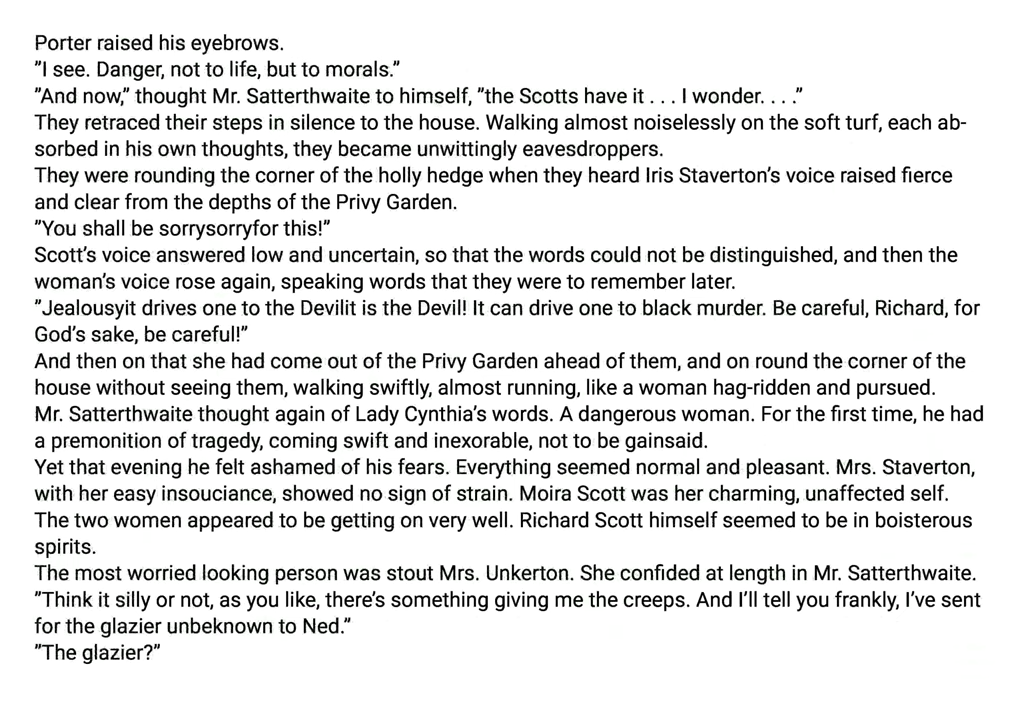 Porter raised his eyebrows.
"I see. Danger, not to life, but to morals."
"And now," thought Mr. Satterthwaite to himself, "the Scotts have it . . . I wonder. . . ."
They retraced their steps in silence to the house. Walking almost noiselessly on the soft turf, each ab-
sorbed in his own thoughts, they became unwittingly eavesdroppers.
They were rounding the corner of the holly hedge when they heard Iris Staverton's voice raised fierce
and clear from the depths of the Privy Garden.
"You shall be sorrysorryfor this!"
Scott's voice answered low and uncertain, so that the words could not be distinguished, and then the
woman's voice rose again, speaking words that they were to remember later.
"Jealousyit drives one to the Devilit is the Devil! It can drive one to black murder. Be careful, Richard, for
God's sake, be careful!"
And then on that she had come out of the Privy Garden ahead of them, and on round the corner of the
house without seeing them, walking swiftly, almost running, like a woman hag-ridden and pursued.
Mr. Satterthwaite thought again of Lady Cynthia's words. A dangerous woman. For the first time, he had
a premonition of tragedy, coming swift and inexorable, not to be gainsaid.
Yet that evening he felt ashamed of his fears. Everything seemed normal and pleasant. Mrs. Staverton,
with her easy insouciance, showed no sign of strain. Moira Scott was her charming, unaffected self.
The two women appeared to be getting on very well. Richard Scott himself seemed to be in boisterous
spirits.
The most worried looking person was stout Mrs. Unkerton. She confided at length in Mr. Satterthwaite.
"Think it silly or not, as you like, there's something giving me the creeps. And I'll tell you frankly, I've sent
for the glazier unbeknown to Ned."
"The glazier?"